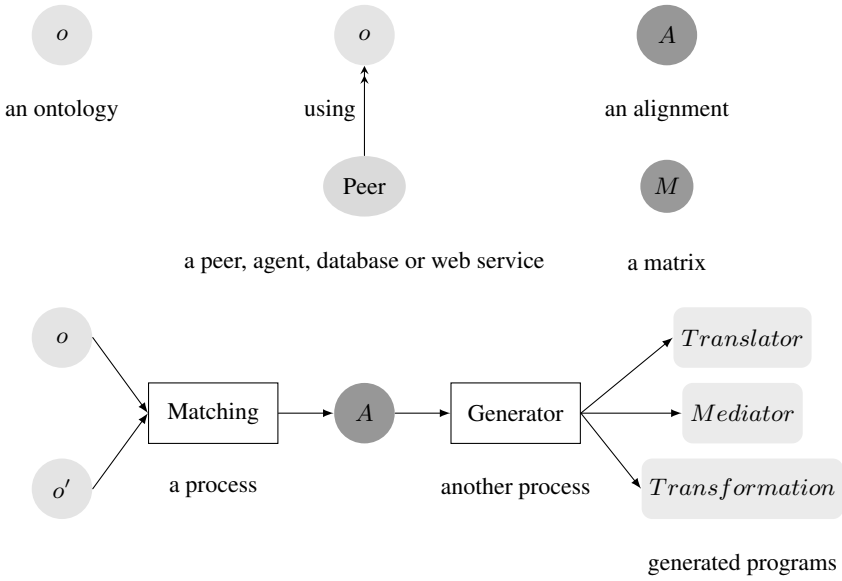 o o A
an ontology using an alignment
Peer M
a peer, agent, database or web service a matrix
o Translator
Matching A Generator Mediator
o′ a process another process Transformation
generated programs